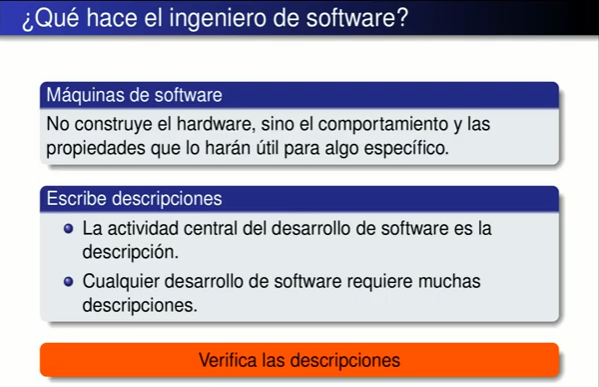 ¿Qué hace el ingeniero de software?
Máquinas de software
No construye el hardware, sino el comportamiento y las
propiedades que lo harán útil para algo específico.
Escribe descripciones
La actividad central del desarrollo de software es la
descripción.
Cualquier desarrollo de software requiere muchas
descripciones.
Verifica las descripciones